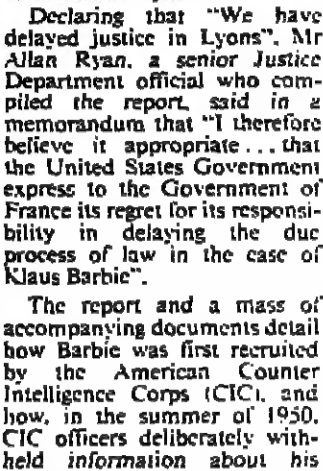 Declaring that "We have
delayed justice in Lyons", Mr
Allan Ryan, a senior Justice
Department official who com-
piled the report, said in a
memorandum that "I therefore
believe it appropriate... that
the United States Government
express to the Government of
France its regret for its responsi-
bility in delaying the due
process of law in the case of
Klaus Barbie".
The report and a mass of
accompanying documents detail
how Barbie was first recruited
by the American Counter
Intelligence Corps (CIC), and
how, in the summer of 1950,
CIC officers deliberately with-
held information about his